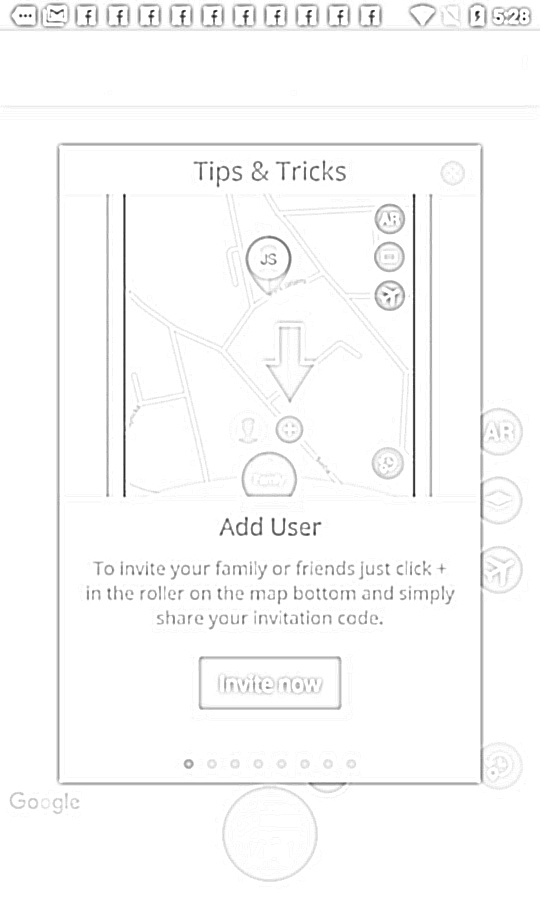 5:28
Tips & Tricks
AR
JS
Family
Add User
To invite your family or friends just click +
in the roller on the map bottom and simply
share your invitation code.
Invite now
AR
Google